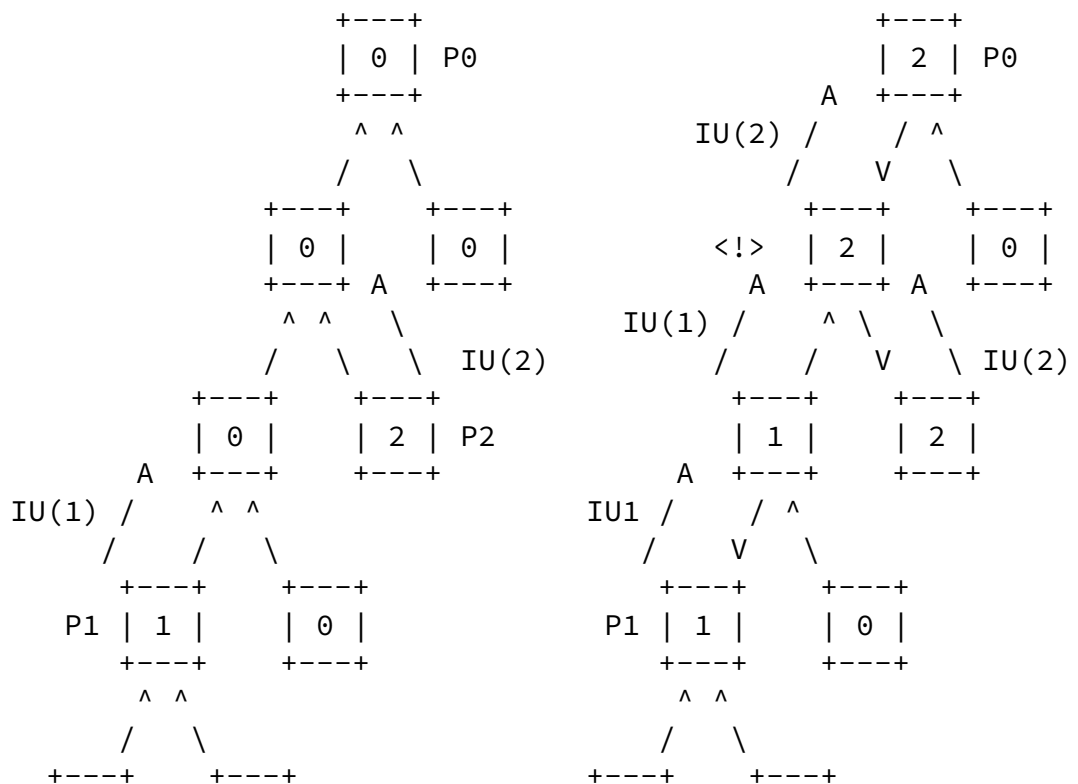 +---+                         +---+
                  | 0 | P0                      | 2 | P0
                  +---+                      A  +---+
                   ^ ^                IU(2) /    / ^
                  /   \                    /    V   \
              +---+    +---+                +---+    +---+
              | 0 |    | 0 |           <!>  | 2 |    | 0 |
              +---+ A  +---+             A  +---+ A  +---+
               ^ ^   \            IU(1) /    ^ \   \
              /   \   \  IU(2)         /    /   V   \ IU(2)
          +---+    +---+                +---+    +---+
          | 0 |    | 2 | P2             | 1 |    | 2 |
       A  +---+    +---+             A  +---+    +---+
IU(1) /    ^ ^                  IU1 /    / ^
     /    /   \                    /    V   \
      +---+    +---+                +---+    +---+
   P1 | 1 |    | 0 |             P1 | 1 |    | 0 |
      +---+    +---+                +---+    +---+
       ^ ^                           ^ ^
      /   \                         /   \
  +---+    +---+                +---+    +---+